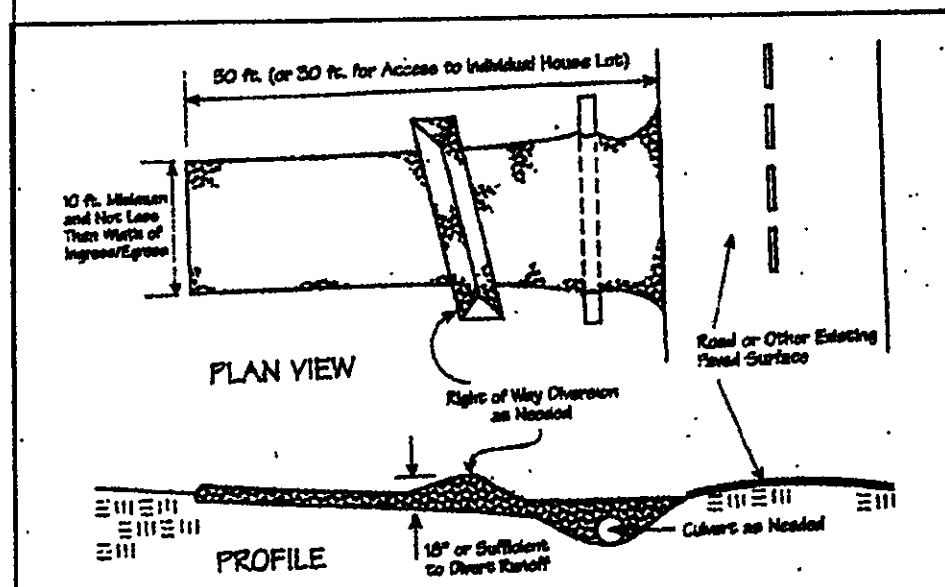 50 ft. (or 30 ft. for Access to Individual House Lot)
10 ft. Minimum
and Not Less
Than Width of
Ingress/Egress
PLAN VIEW
Road or Other Existing
Paved Surface
Right of Way Diversion
as Needed
Culvert as Needed
18" or Sufficient
to Divert Runoff
PROFILE